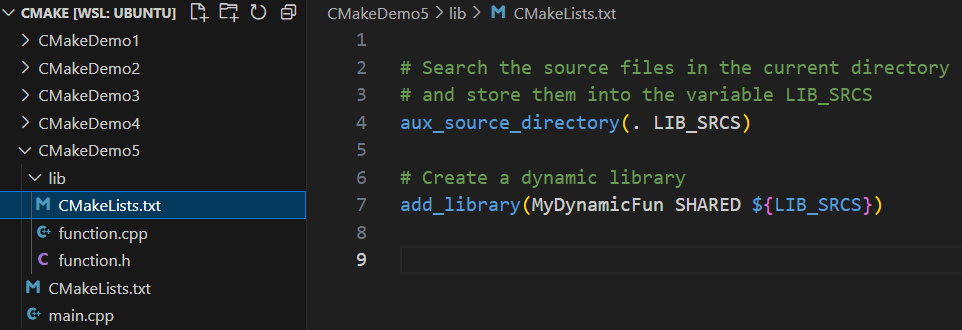 CMAKE [WSL: UBUNTU]
CMakeDemo1
CMakeDemo2
CMakeDemo3
CMakeDemo4
CMakeDemo5
lib
CMakeLists.txt
function.cpp
function.h
CMakeLists.txt
main.cpp
CMakeDemo5 > lib > CMakeLists.txt
1
2 # Search the source files in the current directory
3 # and store them into the variable LIB_SRCS
4 aux_source_directory(. LIB_SRCS)
5
6 # Create a dynamic library
7 add_library(MyDynamicFun SHARED ${LIB_SRCS})
8
9